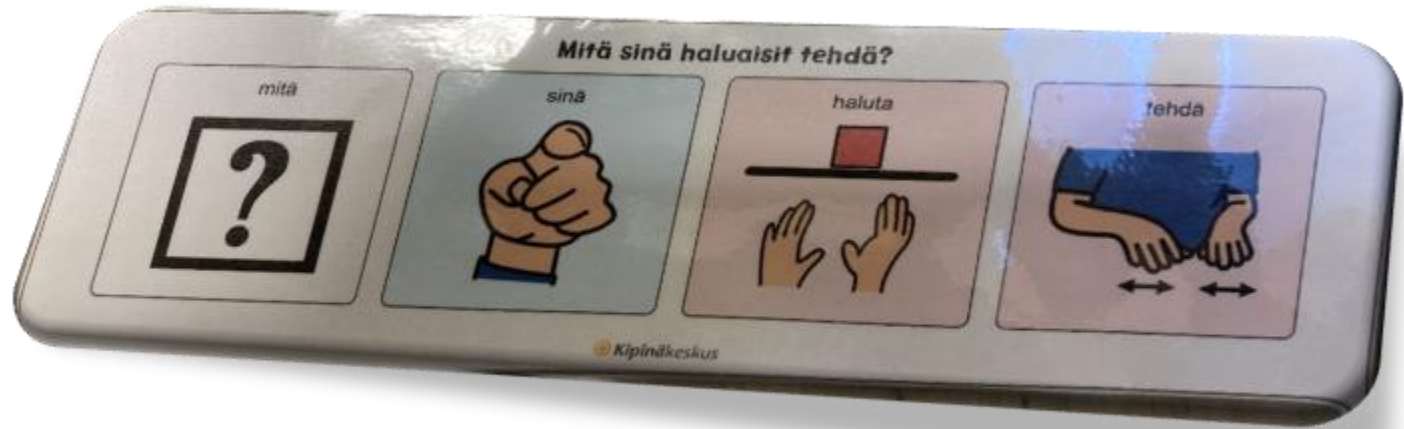 Mitä sinä haluaisit tehdä?
mitä sinä haluta tehdä
?
Kipinäkeskus